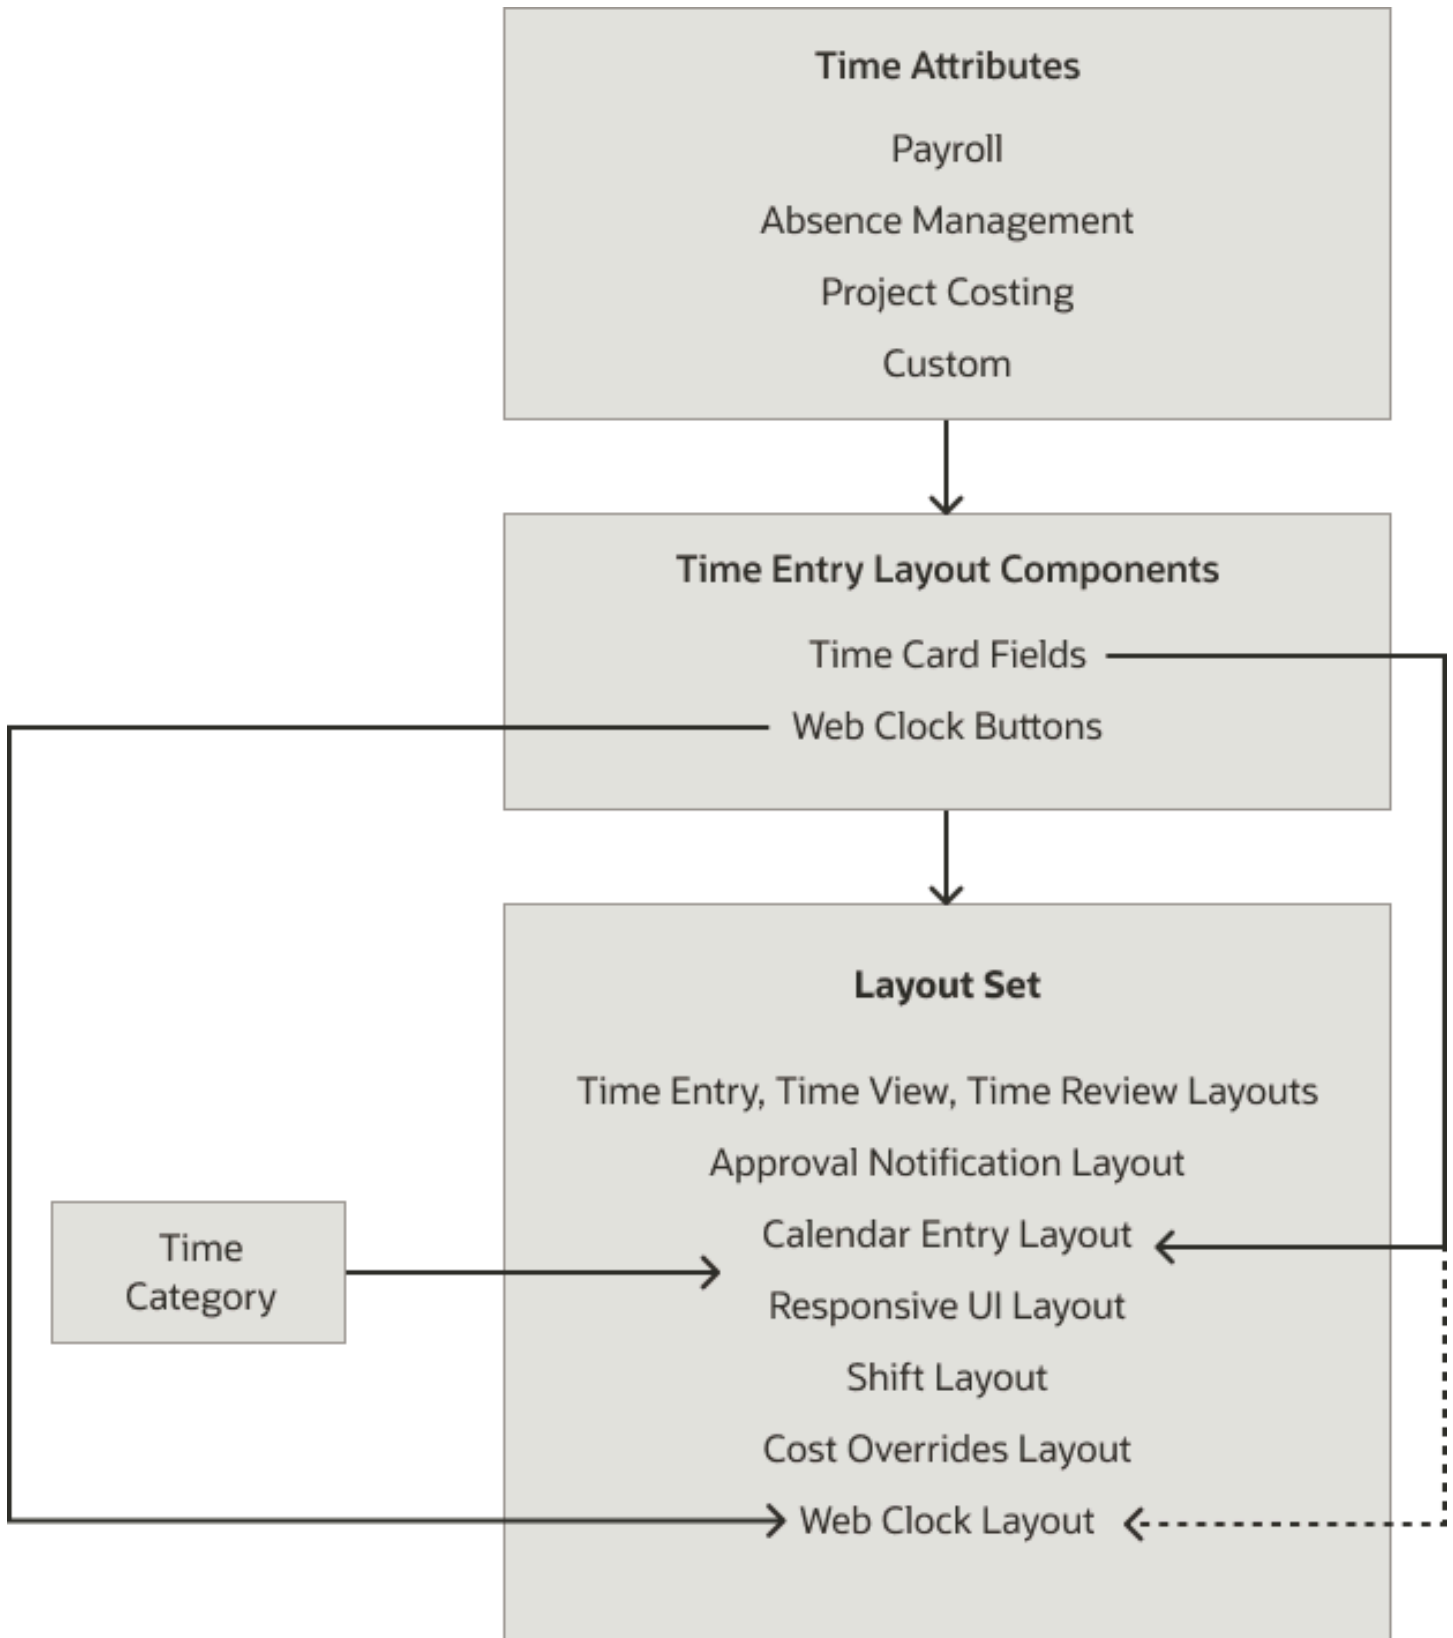 Time Attributes
Payroll
Absence Management
Project Costing
Custom
Time Entry Layout Components
Time Card Fields
Web Clock Buttons
Layout Set
Time Entry, Time View, Time Review Layouts
Approval Notification Layout
Calendar Entry Layout
Time
Category
Responsive UI Layout
Shift Layout
Cost Overrides Layout
Web Clock Layout